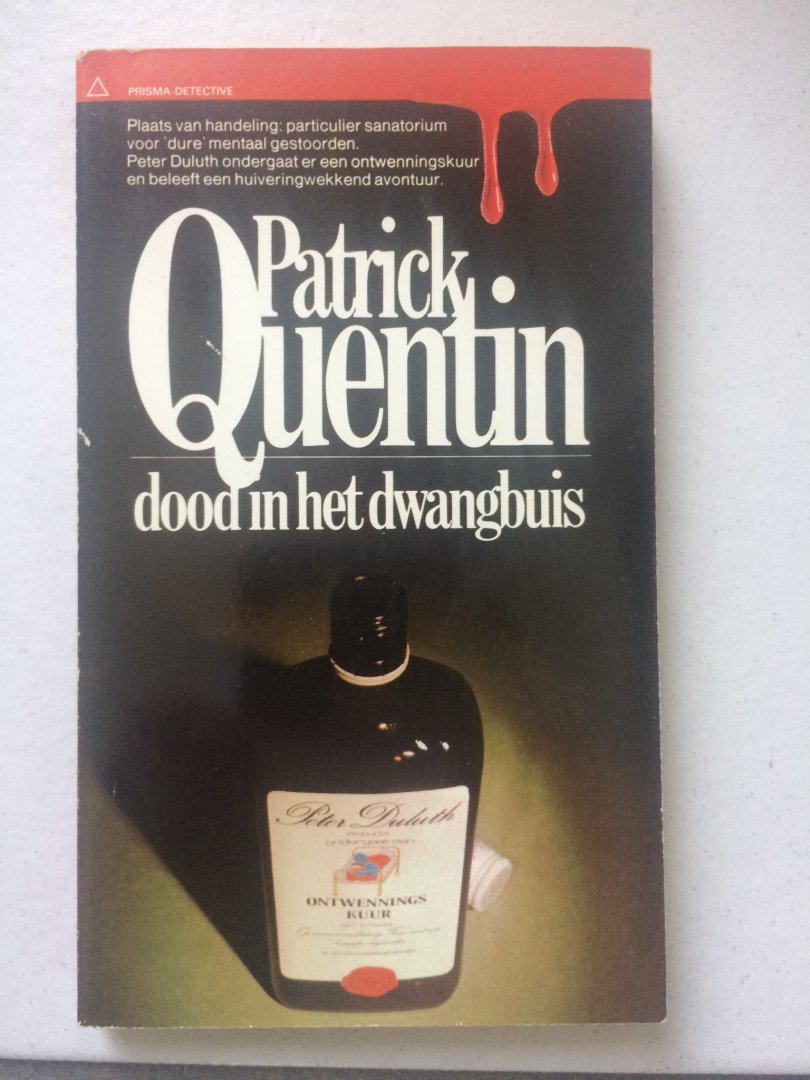 PRISMA-DETECTIVE
Plaats van handeling: particulier sanatorium
voor 'dure' mentaal gestoorden.
Peter Duluth ondergaat er een ontwenningskuur
en beleeft een huiveringwekkend avontuur.
Patrick
Quentin
dood in het dwangbuis
Peter Duluth
PRODUCER
ondergaat een
ONTWENNINGS
KUUR